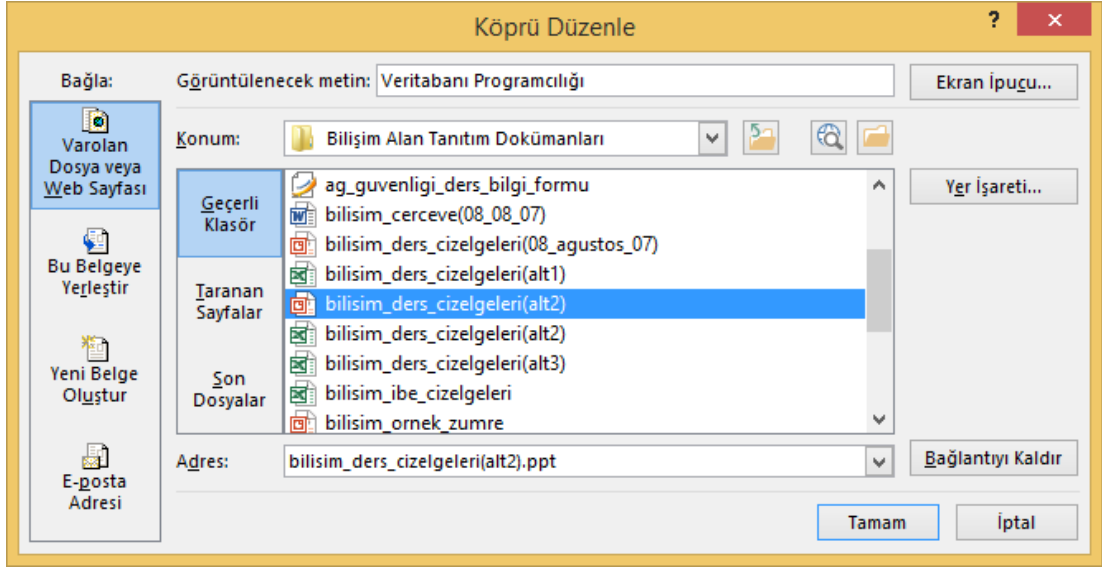 Köprü Düzenle
?
Bağla:
Görüntülenecek metin: Veritabanı Programcılığı
Ekran İpucu...
Varolan
Dosya veya
Web Sayfası
Bu Belgeye
Yerleştir
Yeni Belge
Oluştur
E-posta
Adresi
Konum: Bilişim Alan Tanıtım Dokümanları
Geçerli
Klasör
Taranan
Sayfalar
Son
Dosyalar
ag_guvenligi_ders_bilgi_formu
bilisim_cerceve(08_08_07)
bilisim_ders_cizelgeleri(08_agustos_07)
bilisim_ders_cizelgeleri(alt1)
bilisim_ders_cizelgeleri(alt2)
bilisim_ders_cizelgeleri(alt2)
bilisim_ders_cizelgeleri(alt3)
bilisim_ibe_cizelgeleri
bilisim_ornek_zumre
Yer İşareti...
Adres: bilisim_ders_cizelgeleri(alt2).ppt
Bağlantıyı Kaldır
Tamam
İptal